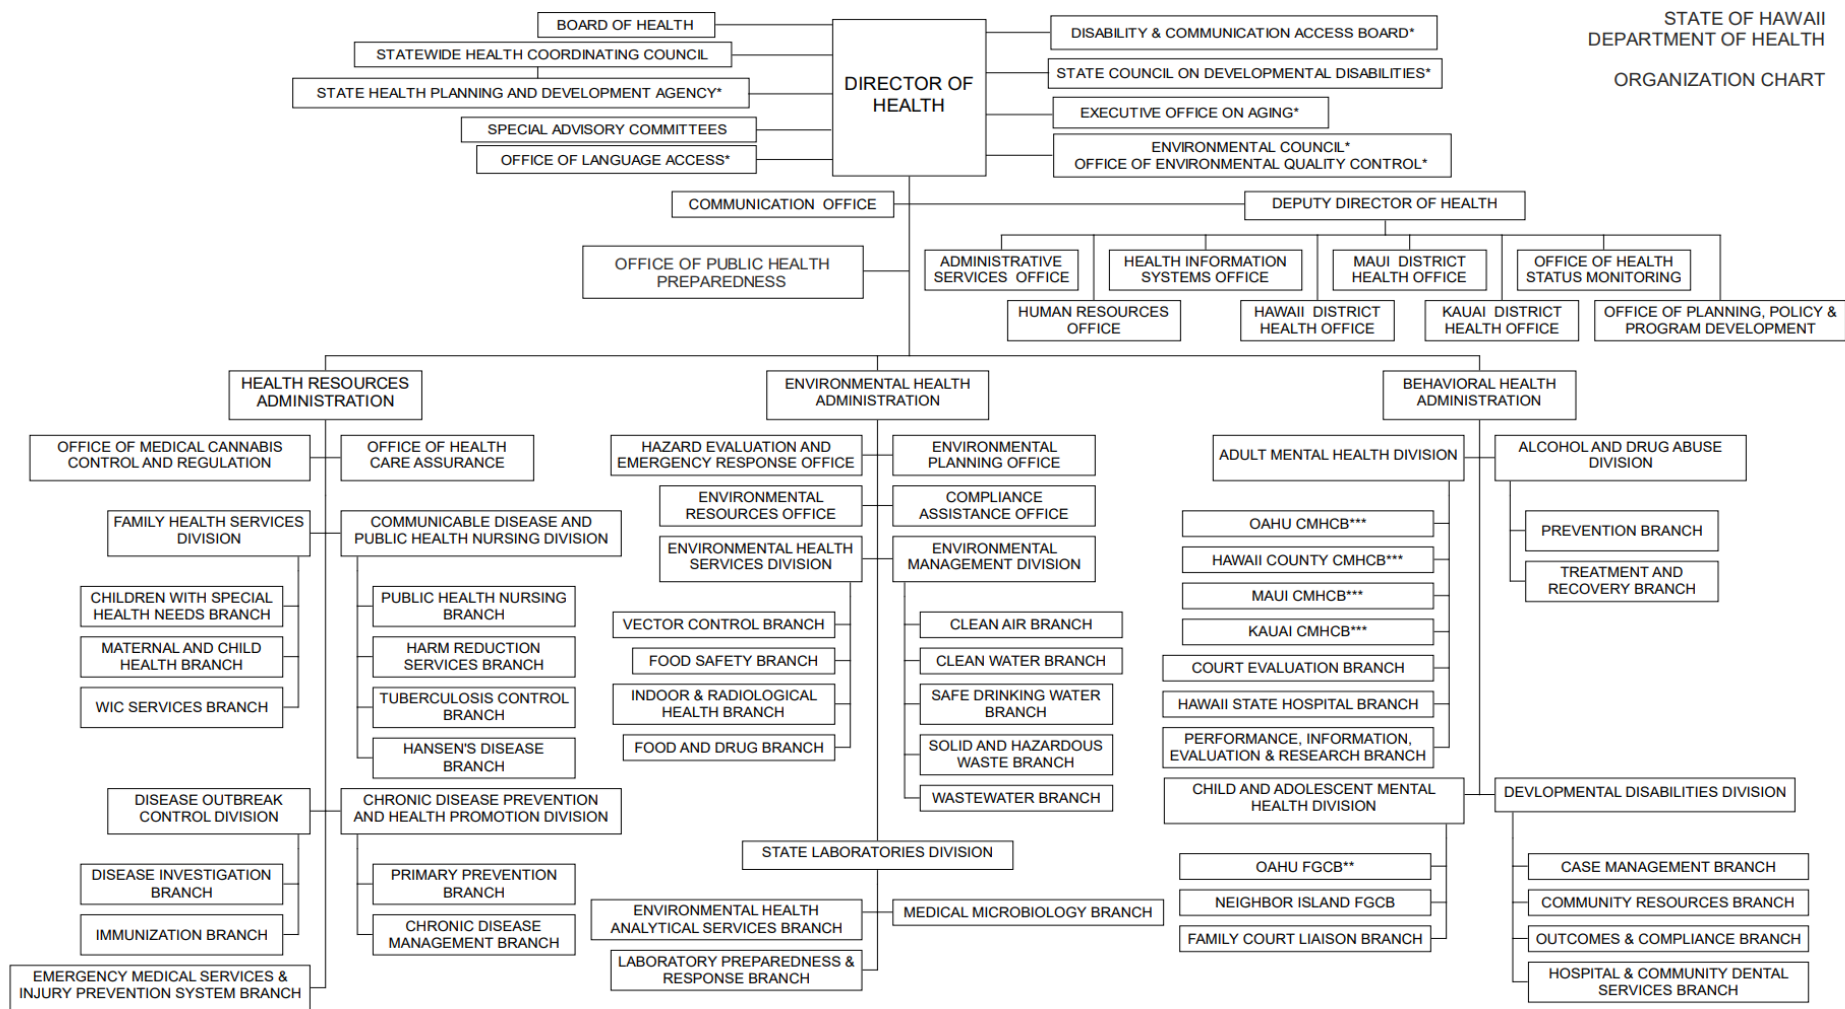 STATE OF HAWAII
DEPARTMENT OF HEALTH
ORGANIZATION CHART
BOARD OF HEALTH
STATEWIDE HEALTH COORDINATING COUNCIL
STATE HEALTH PLANNING AND DEVELOPMENT AGENCY*
SPECIAL ADVISORY COMMITTEES
OFFICE OF LANGUAGE ACCESS*
DIRECTOR OF
HEALTH
DISABILITY & COMMUNICATION ACCESS BOARD*
STATE COUNCIL ON DEVELOPMENTAL DISABILITIES*
EXECUTIVE OFFICE ON AGING*
ENVIRONMENTAL COUNCIL*
OFFICE OF ENVIRONMENTAL QUALITY CONTROL*
COMMUNICATION OFFICE
DEPUTY DIRECTOR OF HEALTH
OFFICE OF PUBLIC HEALTH
PREPAREDNESS
ADMINISTRATIVE
SERVICES OFFICE
HEALTH INFORMATION
SYSTEMS OFFICE
MAUI DISTRICT
HEALTH OFFICE
OFFICE OF HEALTH
STATUS MONITORING
HUMAN RESOURCES
OFFICE
HAWAII DISTRICT
HEALTH OFFICE
KAUAI DISTRICT
HEALTH OFFICE
OFFICE OF PLANNING, POLICY &
PROGRAM DEVELOPMENT
HEALTH RESOURCES
ADMINISTRATION
OFFICE OF MEDICAL CANNABIS
CONTROL AND REGULATION
OFFICE OF HEALTH
CARE ASSURANCE
FAMILY HEALTH SERVICES
DIVISION
CHILDREN WITH SPECIAL
HEALTH NEEDS BRANCH
MATERNAL AND CHILD
HEALTH BRANCH
WIC SERVICES BRANCH
COMMUNICABLE DISEASE AND
PUBLIC HEALTH NURSING DIVISION
PUBLIC HEALTH NURSING
BRANCH
HARM REDUCTION
SERVICES BRANCH
TUBERCULOSIS CONTROL
BRANCH
HANSEN'S DISEASE
BRANCH
DISEASE OUTBREAK
CONTROL DIVISION
DISEASE INVESTIGATION
BRANCH
IMMUNIZATION BRANCH
CHRONIC DISEASE PREVENTION
AND HEALTH PROMOTION DIVISION
PRIMARY PREVENTION
BRANCH
CHRONIC DISEASE
MANAGEMENT BRANCH
EMERGENCY MEDICAL SERVICES &
INJURY PREVENTION SYSTEM BRANCH
ENVIRONMENTAL HEALTH
ADMINISTRATION
HAZARD EVALUATION AND
EMERGENCY RESPONSE OFFICE
ENVIRONMENTAL
PLANNING OFFICE
ENVIRONMENTAL
RESOURCES OFFICE
COMPLIANCE
ASSISTANCE OFFICE
ENVIRONMENTAL HEALTH
SERVICES DIVISION
VECTOR CONTROL BRANCH
FOOD SAFETY BRANCH
INDOOR & RADIOLOGICAL
HEALTH BRANCH
FOOD AND DRUG BRANCH
ENVIRONMENTAL
MANAGEMENT DIVISION
CLEAN AIR BRANCH
CLEAN WATER BRANCH
SAFE DRINKING WATER
BRANCH
SOLID AND HAZARDOUS
WASTE BRANCH
WASTEWATER BRANCH
STATE LABORATORIES DIVISION
ENVIRONMENTAL HEALTH
ANALYTICAL SERVICES BRANCH
MEDICAL MICROBIOLOGY BRANCH
LABORATORY PREPAREDNESS &
RESPONSE BRANCH
BEHAVIORAL HEALTH
ADMINISTRATION
ADULT MENTAL HEALTH DIVISION
OAHU CMHCB***
HAWAII COUNTY CMHCB***
MAUI CMHCB***
KAUAI CMHCB***
COURT EVALUATION BRANCH
HAWAII STATE HOSPITAL BRANCH
PERFORMANCE, INFORMATION,
EVALUATION & RESEARCH BRANCH
ALCOHOL AND DRUG ABUSE
DIVISION
PREVENTION BRANCH
TREATMENT AND
RECOVERY BRANCH
CHILD AND ADOLESCENT MENTAL
HEALTH DIVISION
OAHU FGCB**
NEIGHBOR ISLAND FGCB
FAMILY COURT LIAISON BRANCH
DEVLOPMENTAL DISABILITIES DIVISION
CASE MANAGEMENT BRANCH
COMMUNITY RESOURCES BRANCH
OUTCOMES & COMPLIANCE BRANCH
HOSPITAL & COMMUNITY DENTAL
SERVICES BRANCH